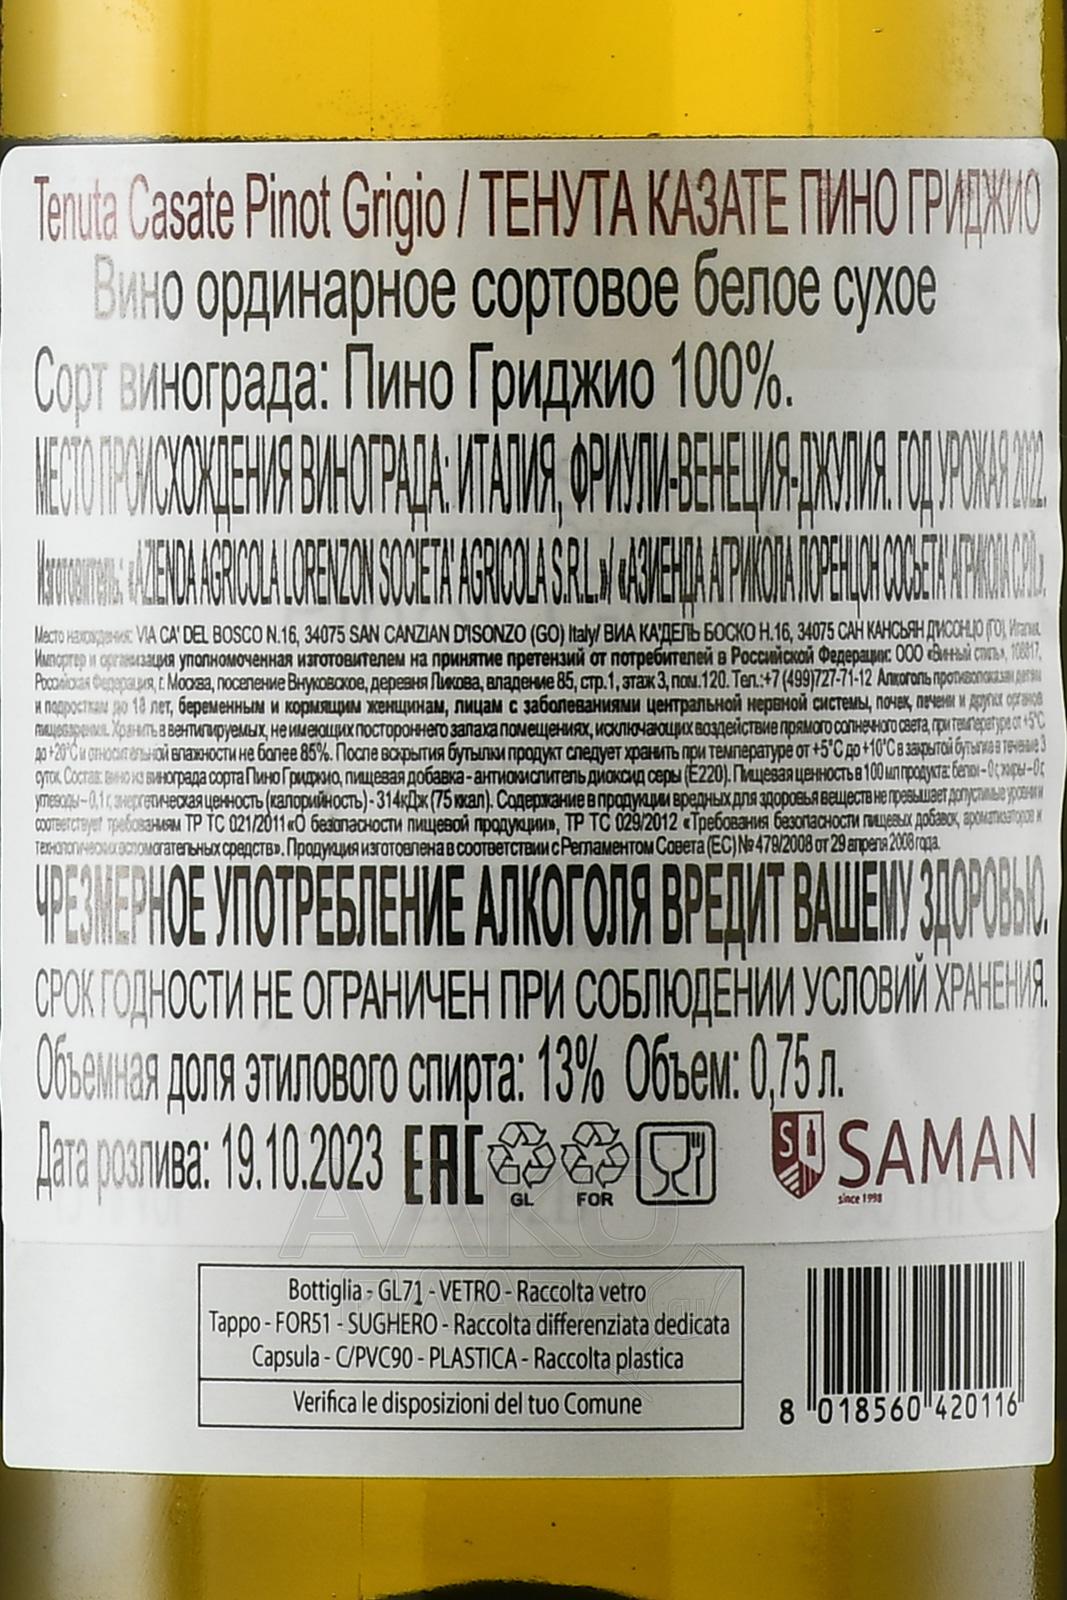 Tenuta Casate Pinot Grigio / ТЕНУТА КАЗАТЕ ПИНО ГРИДЖИО
Вино ординарное сортовое белое сухое
Сорт винограда: Пино Гриджио 100%.
МЕСТО ПРОИСХОЖДЕНИЯ ВИНОГРАДА: ИТАЛИЯ, ФРИУЛИ-ВЕНЕЦИЯ-ДЖУЛИЯ. ГОД УРОЖАЯ 2022.
Изготовитель: «AZIENDA AGRICOLA LORENZON SOCIETA' AGRICOLA S.R.L.»/ «АЗИЕНДА АГРИКОЛА ЛОРЕНЦОН СОСЬЕТА' АГРИКОЛА С.Р.Л».
Место нахождения: VIA CA' DEL BOSCO N.16, 34075 SAN CANZIAN D'ISONZO (GO) Italy/ ВИА КА'ДЕЛЬ БОСКО Н.16, 34075 САН КАНСЬЯН Д'ИСОНЦО (ГО), Италия.
Импортер и организация уполномоченная изготовителем на принятие претензий от потребителей в Российской Федерации: ООО «Винный стиль», 108817,
Российская Федерация, г. Москва, поселение Внуковское, деревня Ликова, владение 85, стр.1, этаж 3, пом.120. Тел.:+7 (499)727-71-12 Алкоголь противопоказан детям
и подросткам до 18 лет, беременным и кормящим женщинам, лицам с заболеваниями центральной нервной системы, почек, печени и других органов
пищеварения. Хранить в вентилируемых, не имеющих постороннего запаха помещениях, исключающих воздействие прямого солнечного света, при температуре от +5°C
до +20°C и относительной влажности не более 85%. После вскрытия бутылки продукт следует хранить при температуре от +5°C до +10°C в закрытой бутылке в течение 3
суток. Состав: вино из винограда сорта Пино Гриджио, пищевая добавка - антиокислитель диоксид серы (E220). Пищевая ценность в 100 мл продукта: белки – 0 г, жиры – 0 г,
углеводы – 0,1 г, энергетическая ценность (калорийность) - 314кДж (75 ккал). Содержание в продукции вредных для здоровья веществ не превышает допустимые уровни и
соответствует требованиям ТР ТС 021/2011 «О безопасности пищевой продукции», ТР ТС 029/2012 «Требования безопасности пищевых добавок, ароматизаторов и
технологических вспомогательных средств». Продукция изготовлена в соответствии с Регламентом Совета (ЕС) № 479/2008 от 29 апреля 2008 года.
ЧРЕЗМЕРНОЕ УПОТРЕБЛЕНИЕ АЛКОГОЛЯ ВРЕДИТ ВАШЕМУ ЗДОРОВЬЮ.
СРОК ГОДНОСТИ НЕ ОГРАНИЧЕН ПРИ СОБЛЮДЕНИИ УСЛОВИЙ ХРАНЕНИЯ.
Объемная доля этилового спирта: 13% Объем: 0,75 л.
Дата розлива: 19.10.2023 EAC GL FOR S SAMAN
since 1998
Bottiglia - GL71 - VETRO - Raccolta vetro
Tappo - FOR51 - SUGHERO - Raccolta differenziata dedicata
Capsula - C/PVC90 - PLASTICA - Raccolta plastica
Verifica le disposizioni del tuo Comune
8 018560 420116